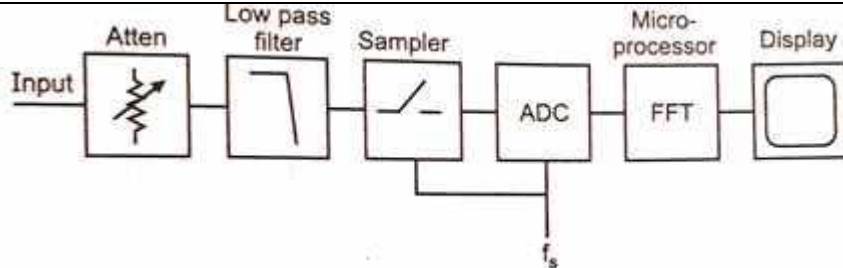 Input
Atten
Low pass
filter
Sampler
ADC
Micro-
processor
FFT
Display
fs